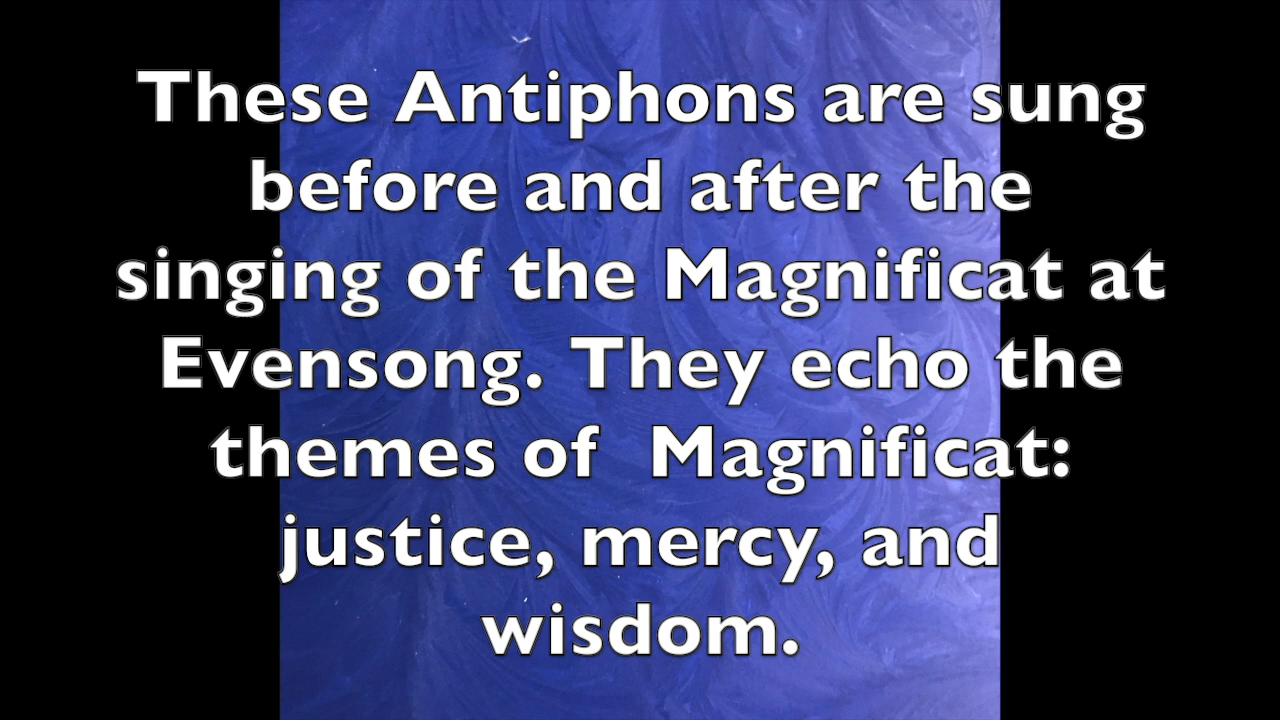 These Antiphons are sung
before and after the
singing of the Magnificat at
Evensong. They echo the
themes of  Magnificat:
justice, mercy, and
wisdom.